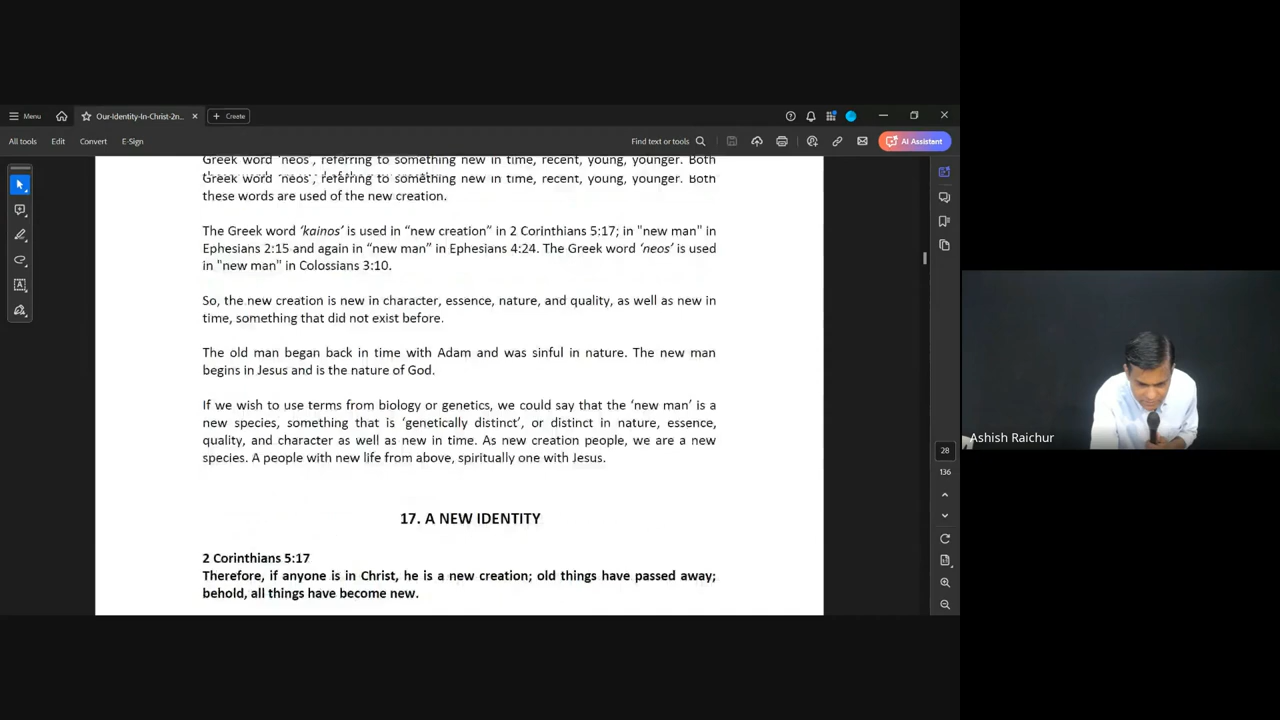 Menu
Our-Identity-In-Christ-2n...
Create
All tools
Edit
Convert
E-Sign
Find text or tools
AI Assistant
Greek word 'neos', referring to something new in time, recent, young, younger. Both
Greek word 'neos', referring to something new in time, recent, young, younger. Both
these words are used of the new creation.
The Greek word 'kainos' is used in “new creation” in 2 Corinthians 5:17; in "new man" in
Ephesians 2:15 and again in “new man” in Ephesians 4:24. The Greek word 'neos' is used
in "new man" in Colossians 3:10.
So, the new creation is new in character, essence, nature, and quality, as well as new in
time, something that did not exist before.
The old man began back in time with Adam and was sinful in nature. The new man
begins in Jesus and is the nature of God.
If we wish to use terms from biology or genetics, we could say that the ‘new man’ is a
new species, something that is ‘genetically distinct’, or distinct in nature, essence,
quality, and character as well as new in time. As new creation people, we are a new
species. A people with new life from above, spiritually one with Jesus.
17. A NEW IDENTITY
2 Corinthians 5:17
Therefore, if anyone is in Christ, he is a new creation; old things have passed away;
behold, all things have become new.
28
136
Ashish Raichur